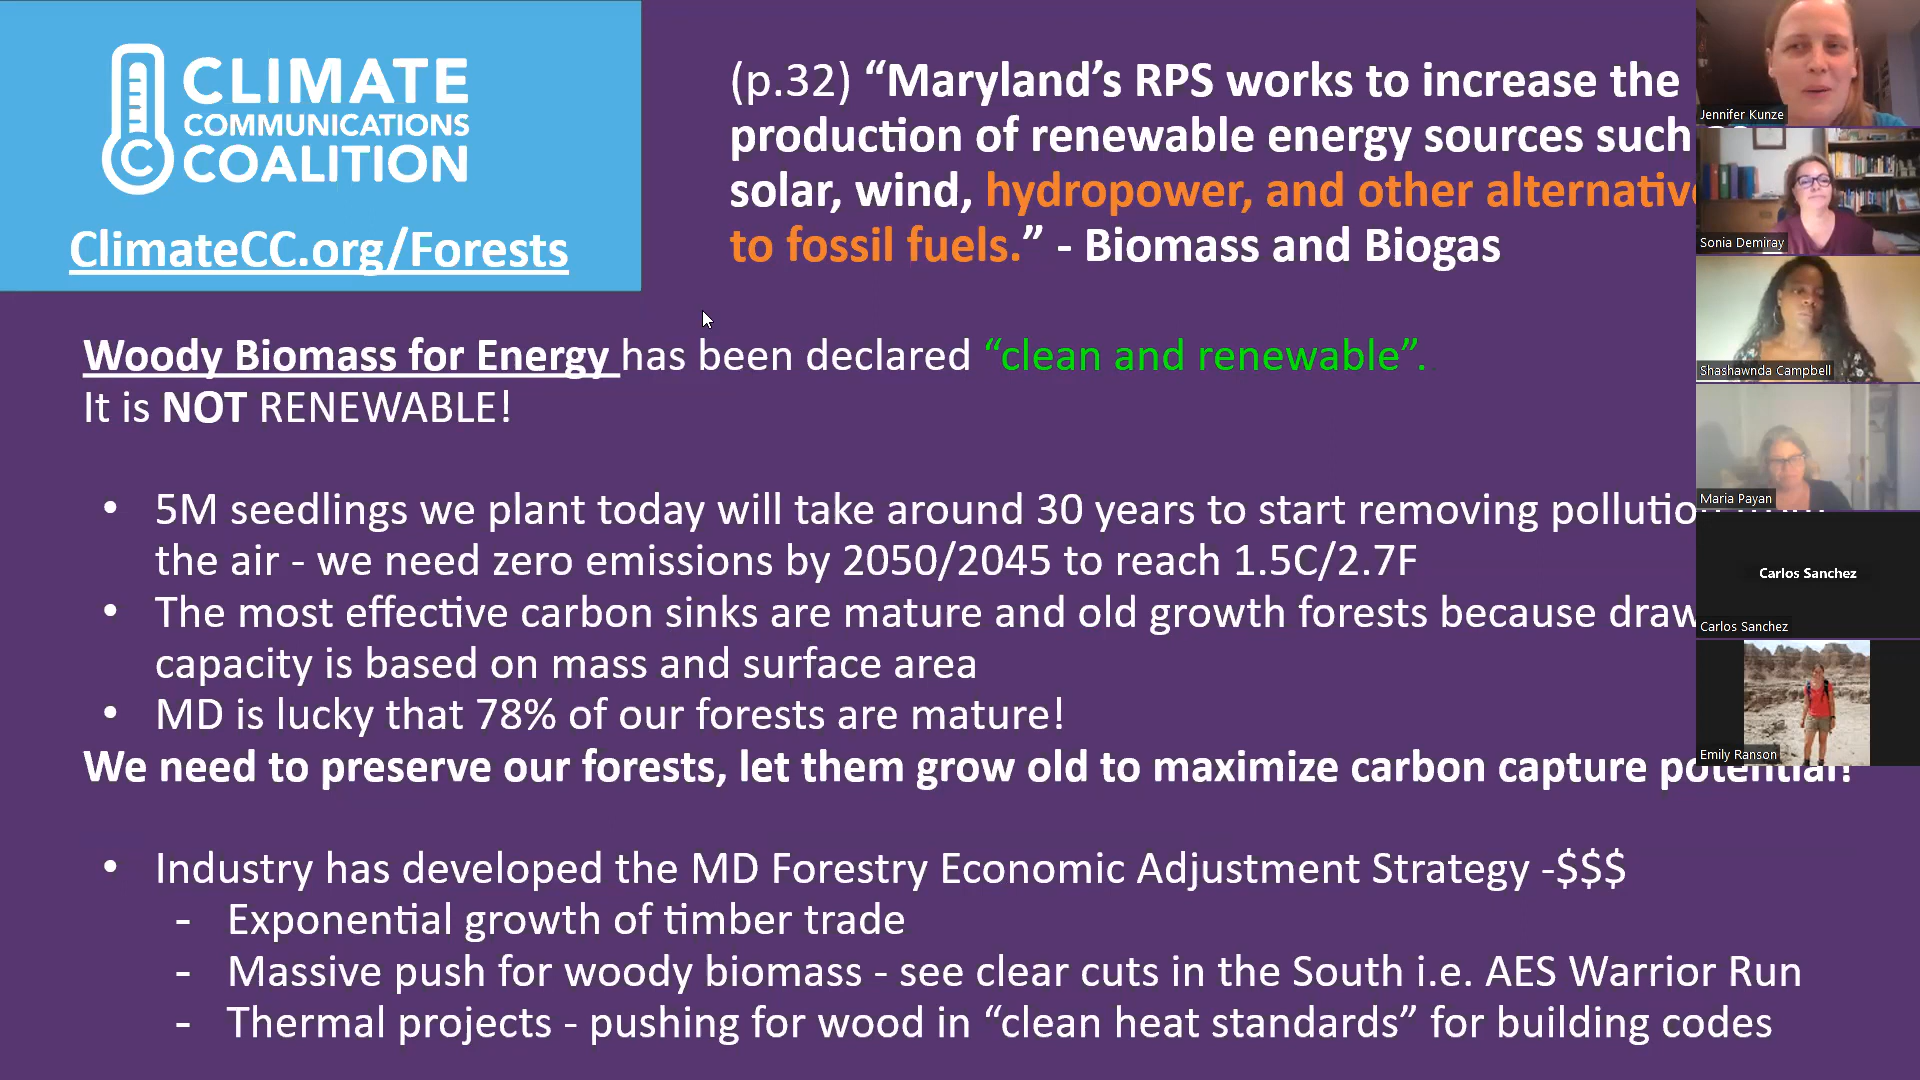 CLIMATE
COMMUNICATIONS
COALITION
ClimateCC.org/Forests
(p.32) “Maryland’s RPS works to increase the
production of renewable energy sources such
solar, wind, hydropower, and other alternative
to fossil fuels.” - Biomass and Biogas
Woody Biomass for Energy has been declared “clean and renewable”.
It is NOT RENEWABLE!
• 5M seedlings we plant today will take around 30 years to start removing pollution
the air - we need zero emissions by 2050/2045 to reach 1.5C/2.7F
• The most effective carbon sinks are mature and old growth forests because draw
capacity is based on mass and surface area
• MD is lucky that 78% of our forests are mature!
We need to preserve our forests, let them grow old to maximize carbon capture potential!
• Industry has developed the MD Forestry Economic Adjustment Strategy -$$$
- Exponential growth of timber trade
- Massive push for woody biomass - see clear cuts in the South i.e. AES Warrior Run
- Thermal projects - pushing for wood in “clean heat standards” for building codes
Jennifer Kunze
Sonia Demiray
Shashawnda Campbell
Maria Payan
Carlos Sanchez
Carlos Sanchez
Emily Ranson